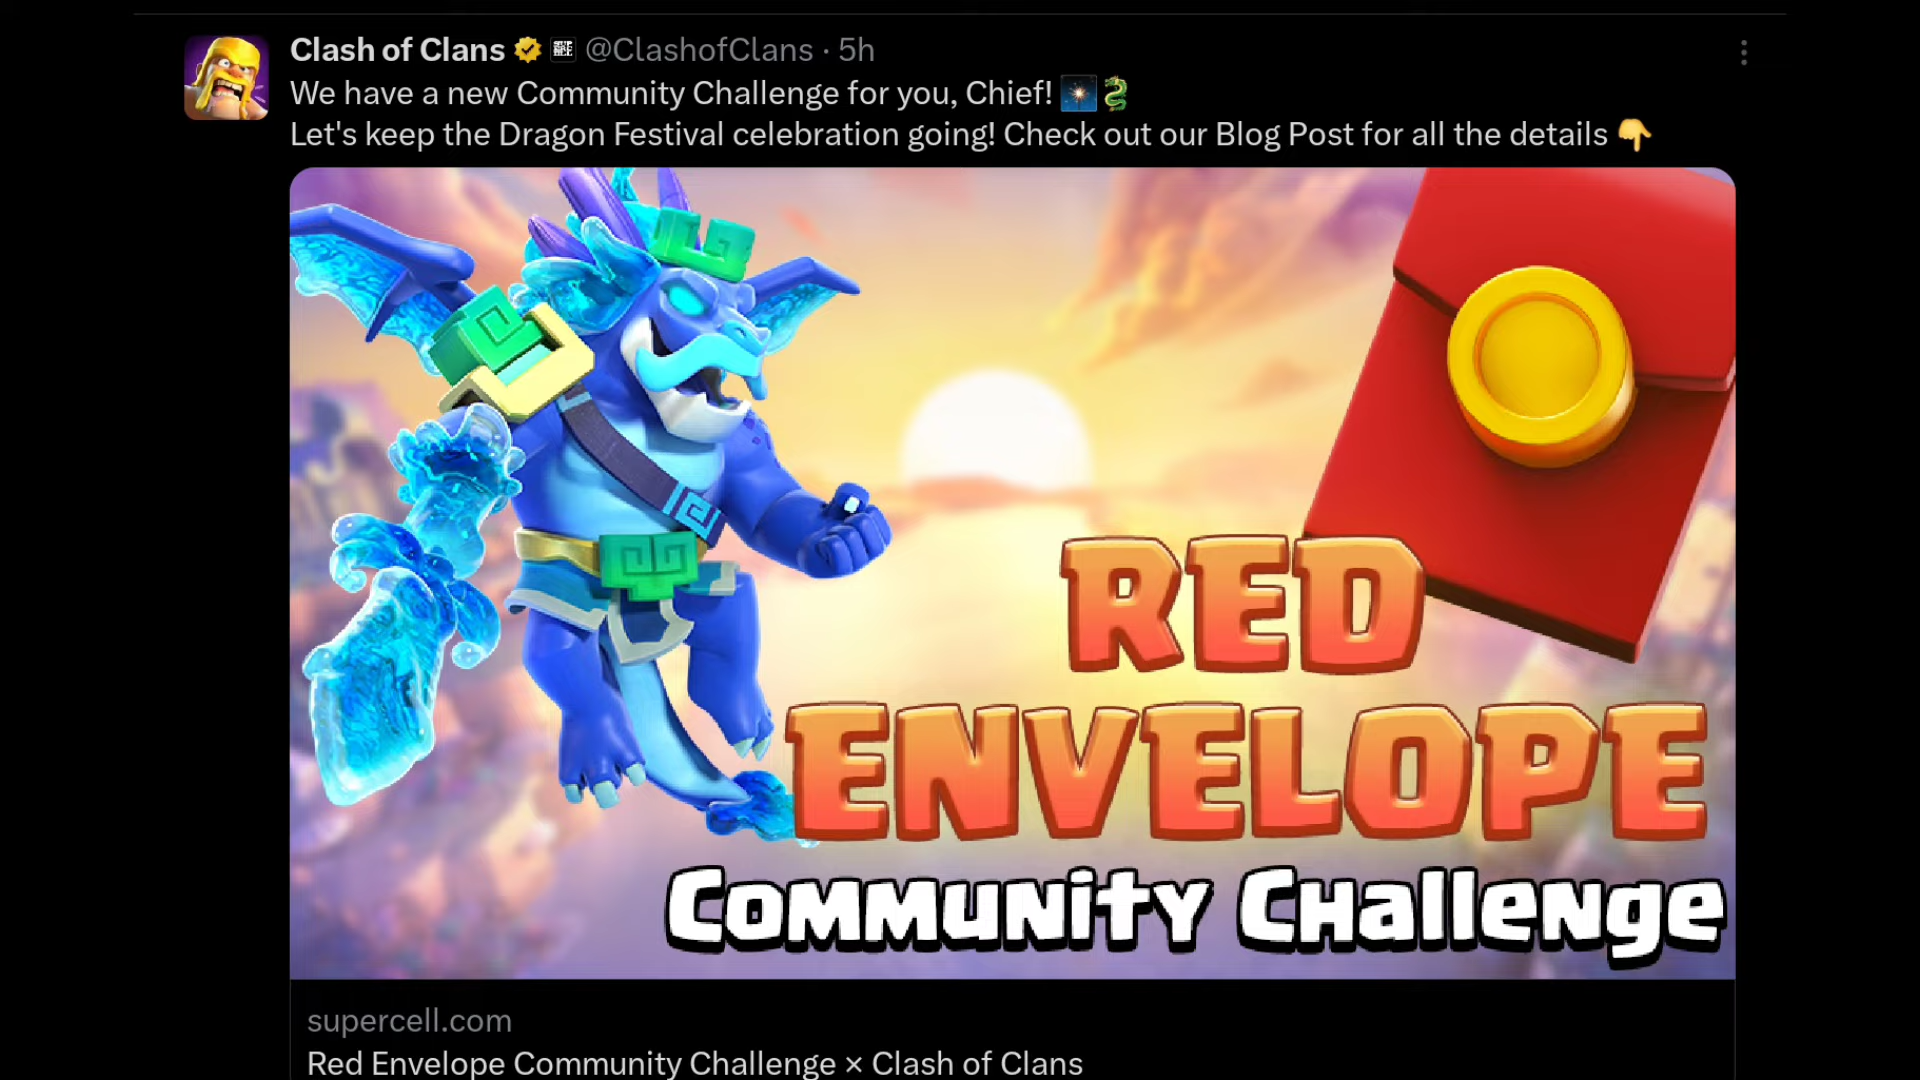 Clash of Clans @ClashofClans · 5h
We have a new Community Challenge for you, Chief! 🎇🐉
Let's keep the Dragon Festival celebration going! Check out our Blog Post for all the details 👇
RED
ENVELOPE
Community Challenge
supercell.com
Red Envelope Community Challenge × Clash of Clans